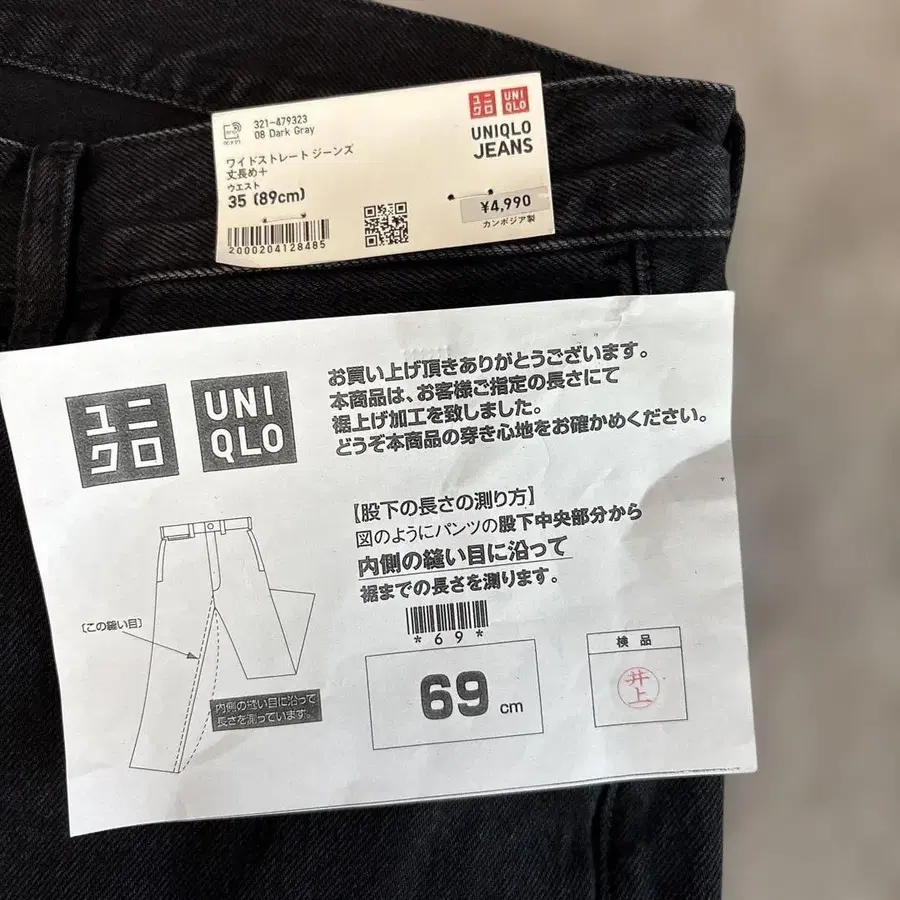 321-479323
08 Dark Gray
ユニクロ
UNIQLO
UNIQLO
JEANS
ワイドストレート ジーンズ
丈長め+
ウエスト
35 (89cm)
¥4,990
カンボジア製
2000204128485
ユニクロ
UNIQLO
お買い上げ頂きありがとうございます。
本商品は、お客様ご指定の長さにて
裾上げ加工を致しました。
どうぞ本商品の穿き心地をお確かめください。
【股下の長さの測り方】
図のようにパンツの股下中央部分から
内側の縫い目に沿って
裾までの長さを測ります。
[この縫い目]
内側の縫い目に沿って
長さを測っています。
*69*
69 cm
検品
井上